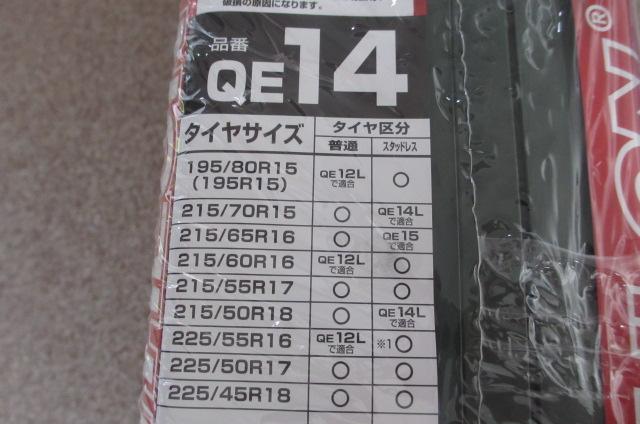 破損の原因になります。
品番
QE14
タイヤサイズ タイヤ区分
普通 スタッドレス
195/80R15 (195R15) QE12Lで適合 ○
215/70R15 ○ QE14Lで適合
215/65R16 ○ QE15で適合
215/60R16 QE12Lで適合 ○
215/55R17 ○ ○
215/50R18 ○ QE14Lで適合
225/55R16 QE12Lで適合 ※1○
225/50R17 ○ ○
225/45R18 ○ ○